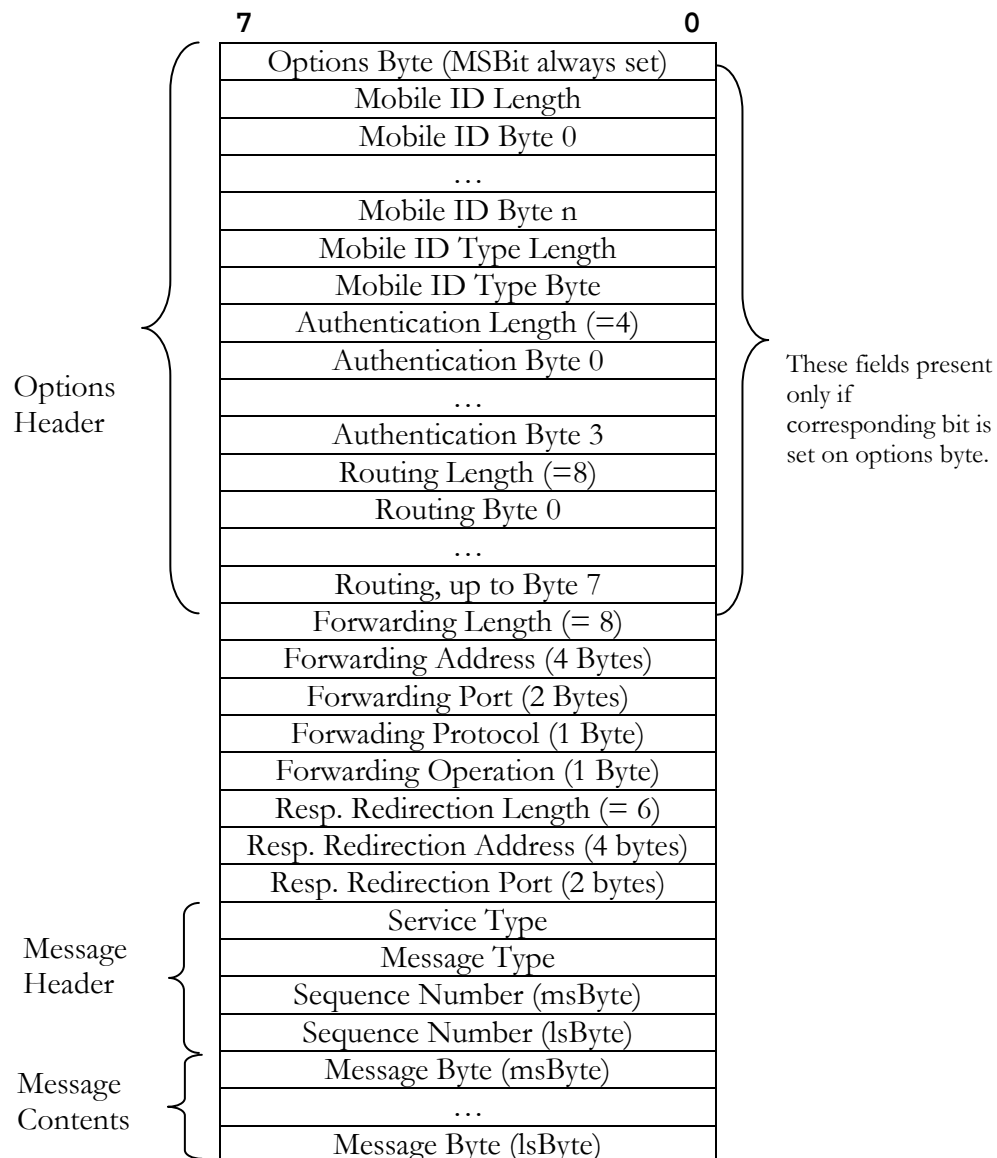 7 0
Options Byte (MSBit always set)
Mobile ID Length
Mobile ID Byte 0
…
Mobile ID Byte n
Mobile ID Type Length
Mobile ID Type Byte
Authentication Length (=4)
Authentication Byte 0
…
Authentication Byte 3
Routing Length (=8)
Routing Byte 0
…
Routing, up to Byte 7
Forwarding Length (= 8)
Forwarding Address (4 Bytes)
Forwarding Port (2 Bytes)
Forwading Protocol (1 Byte)
Forwarding Operation (1 Byte)
Resp. Redirection Length (= 6)
Resp. Redirection Address (4 bytes)
Resp. Redirection Port (2 bytes)
Service Type
Message Type
Sequence Number (msByte)
Sequence Number (lsByte)
Message Byte (msByte)
…
Message Byte (lsByte)
Options
Header
Message
Header
Message
Contents
These fields present
only if
corresponding bit is
set on options byte.